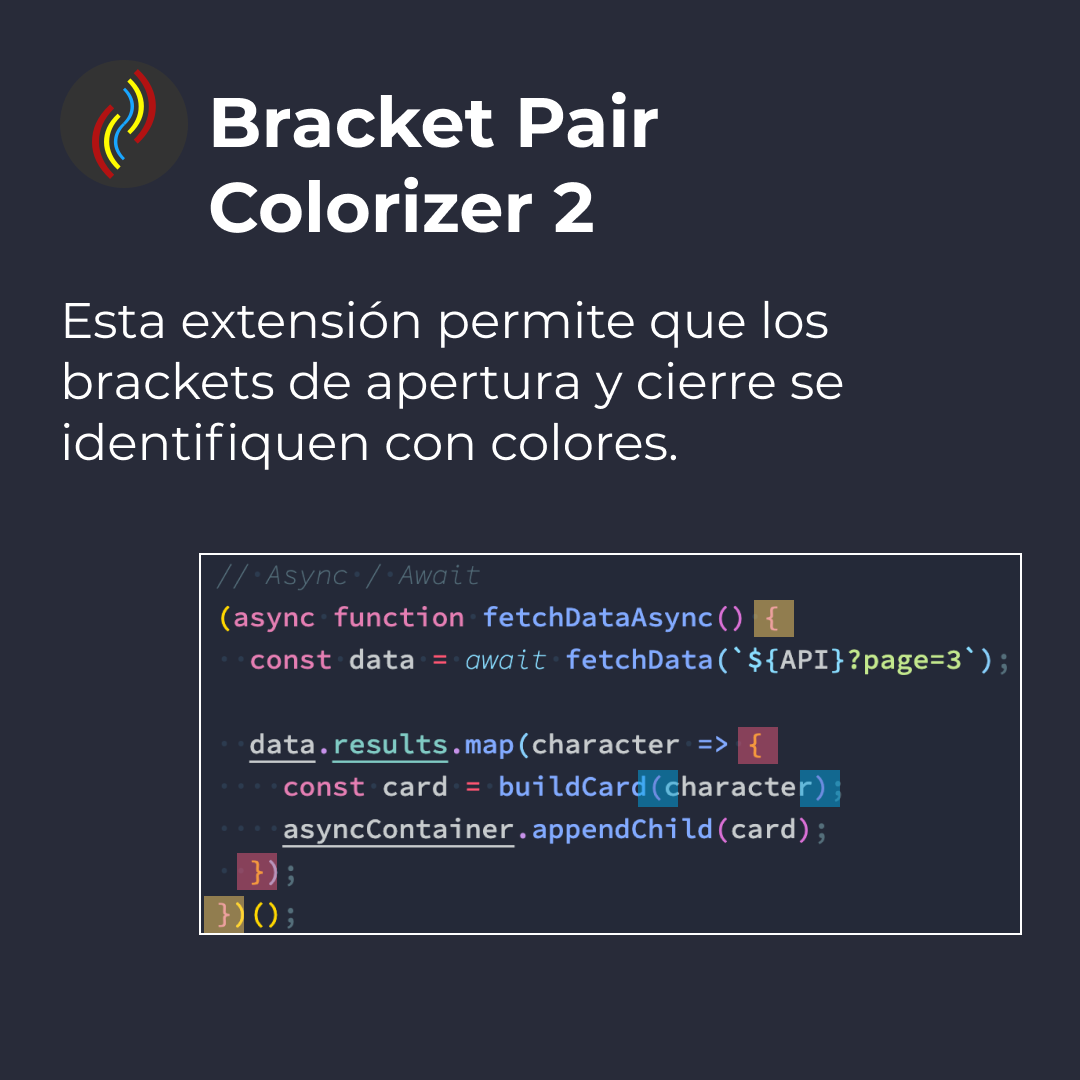 Bracket Pair
Colorizer 2
Esta extensión permite que los
brackets de apertura y cierre se
identifiquen con colores.
// Async / Await
(async function fetchDataAsync() {
  const data = await fetchData(`${API}?page=3`);
  data.results.map(character => {
    const card = buildCard(character);
    asyncContainer.appendChild(card);
  });
})();